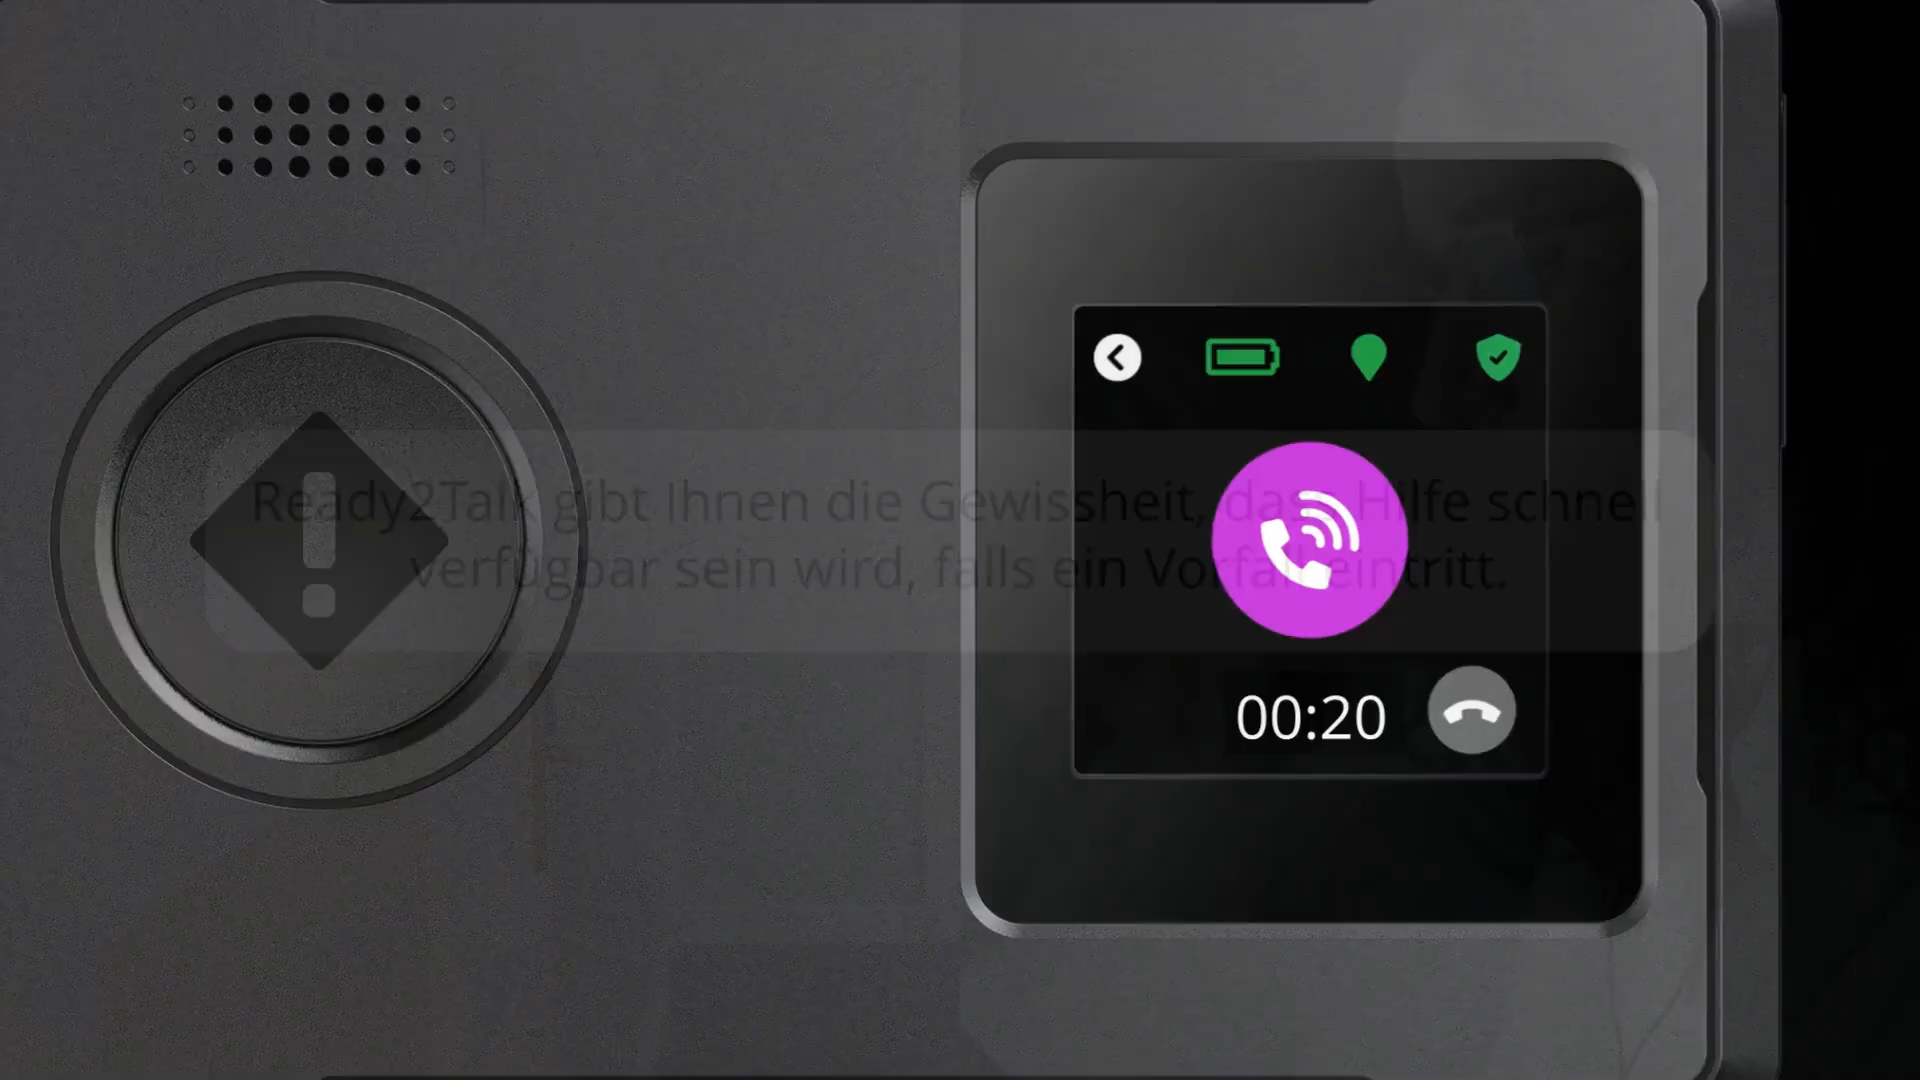 Ready2Talk gibt Ihnen die Gewissheit, dass Hilfe schnell
verfügbar sein wird, falls ein Vorfall eintritt.
00:20